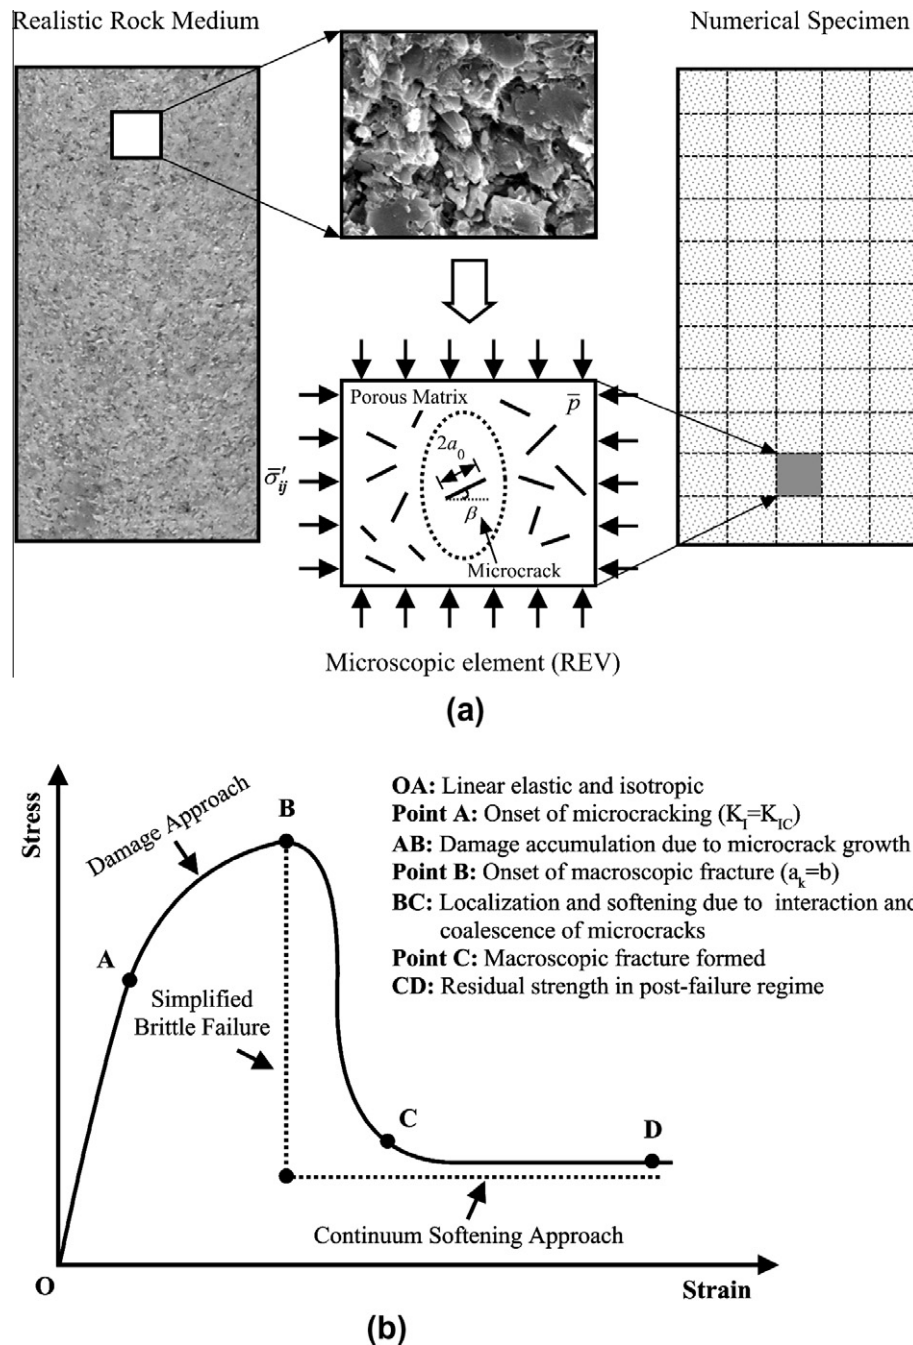 Realistic Rock Medium
Numerical Specimen
Porous Matrix
p̅
2a₀
σ̅′ᵢⱼ
β
Microcrack
Microscopic element (REV)
(a)
Stress
Damage Approach
B
A
Simplified
Brittle Failure
C
D
Continuum Softening Approach
O
Strain
OA: Linear elastic and isotropic
Point A: Onset of microcracking (K_I=K_IC)
AB: Damage accumulation due to microcrack growth
Point B: Onset of macroscopic fracture (aₖ=b)
BC: Localization and softening due to interaction and
coalescence of microcracks
Point C: Macroscopic fracture formed
CD: Residual strength in post-failure regime
(b)